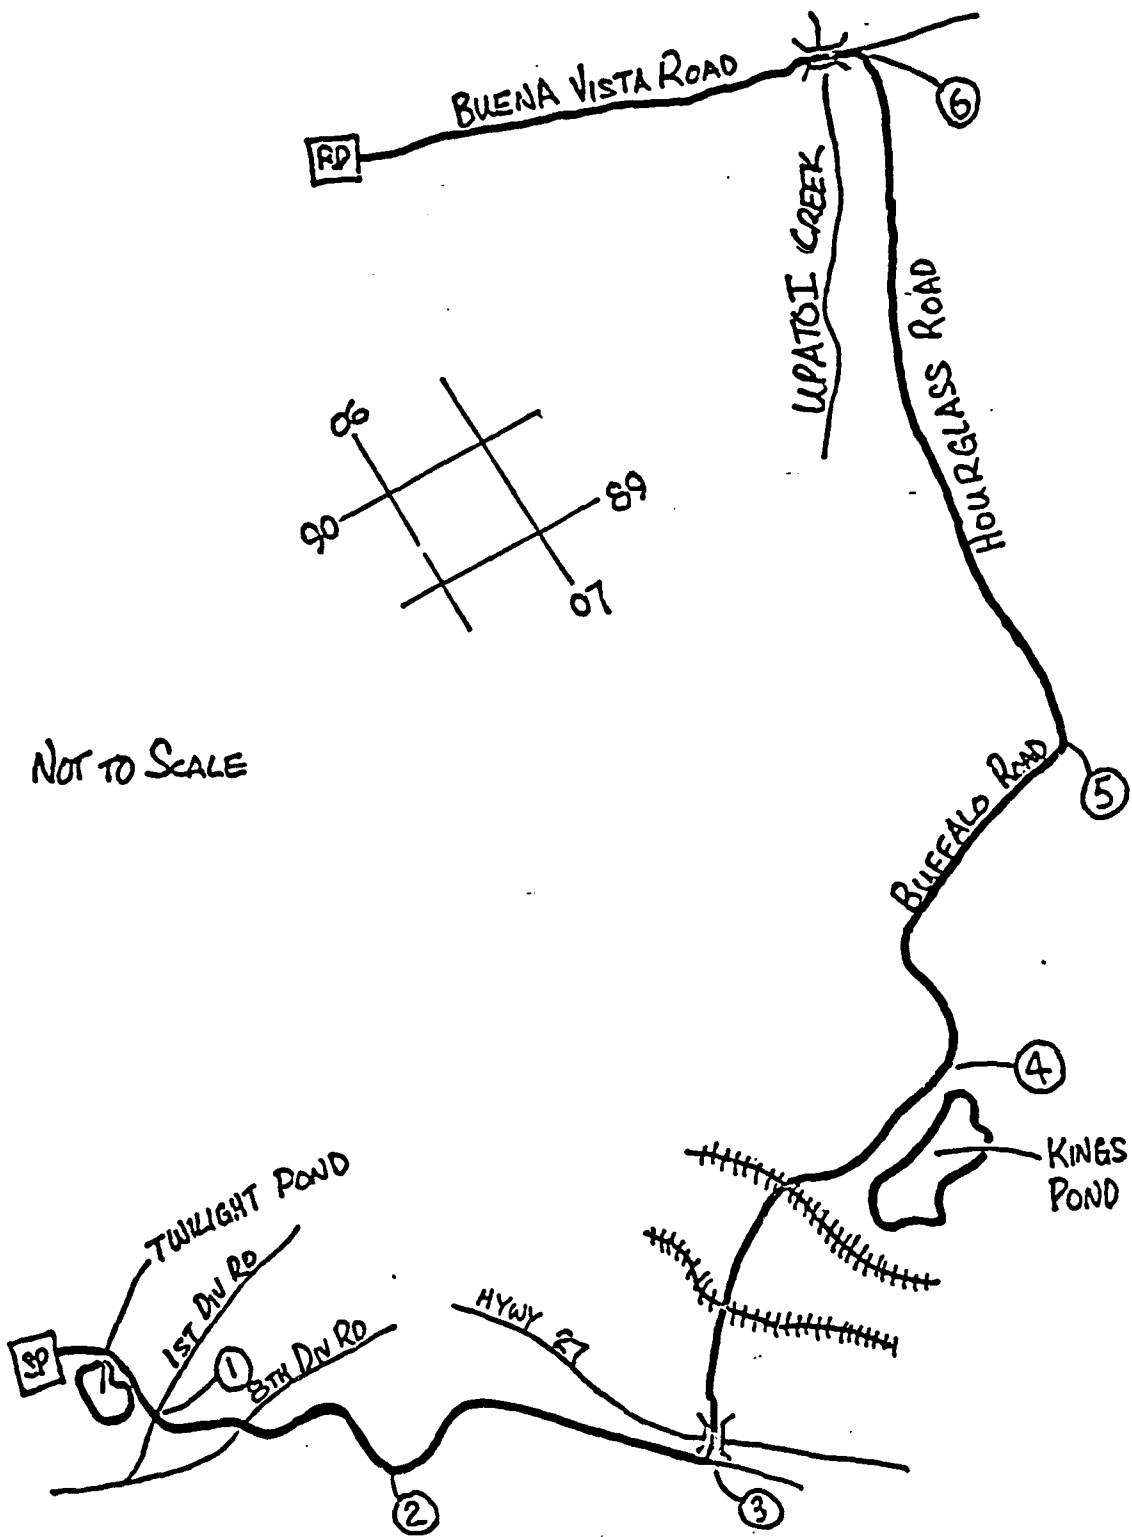 BUENA VISTA ROAD
6
RD
UPATOI CREEK
HOURGLASS ROAD
06
90
89
07
NOT TO SCALE
BUFFALO ROAD
5
4
KINGS
POND
TWILIGHT POND
1ST DIV RD
HYWY 27
SP
1
8TH DIV RD
2
3